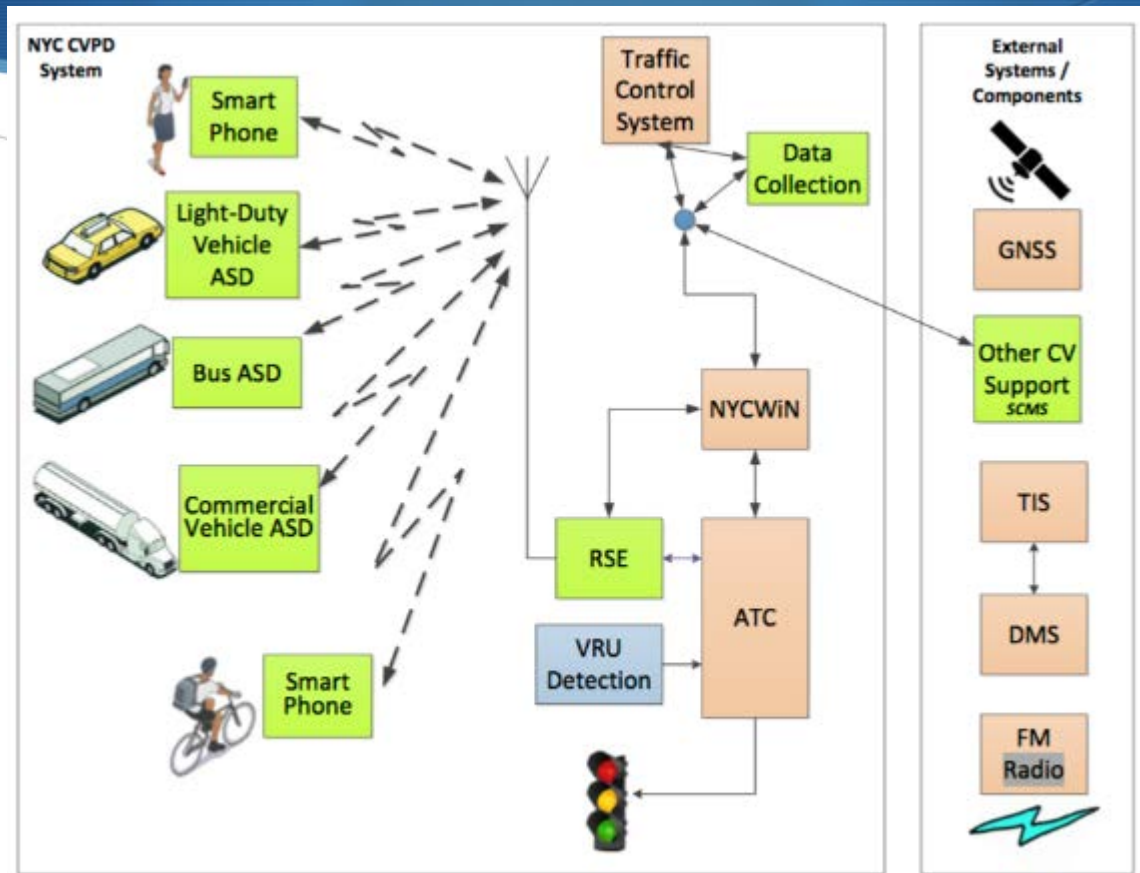 NYC CVPD
System
Smart
Phone
Light-Duty
Vehicle
ASD
Bus ASD
Commercial
Vehicle ASD
Smart
Phone
Traffic
Control
System
Data
Collection
NYCWiN
RSE
ATC
VRU
Detection
External
Systems /
Components
GNSS
Other CV
Support
SCMS
TIS
DMS
FM
Radio